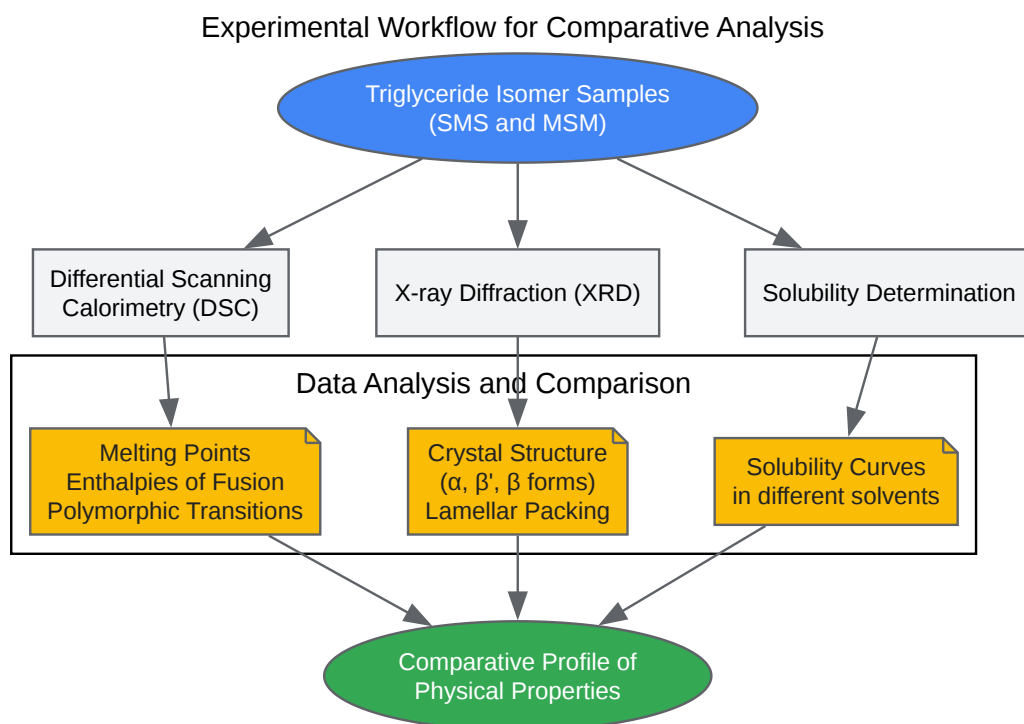 Experimental Workflow for Comparative Analysis
Triglyceride Isomer Samples
(SMS and MSM)
Differential Scanning
Calorimetry (DSC)
X-ray Diffraction (XRD)
Solubility Determination
Data Analysis and Comparison
Melting Points
Enthalpies of Fusion
Polymorphic Transitions
Crystal Structure
(α, β', β forms)
Lamellar Packing
Solubility Curves
in different solvents
Comparative Profile of
Physical Properties